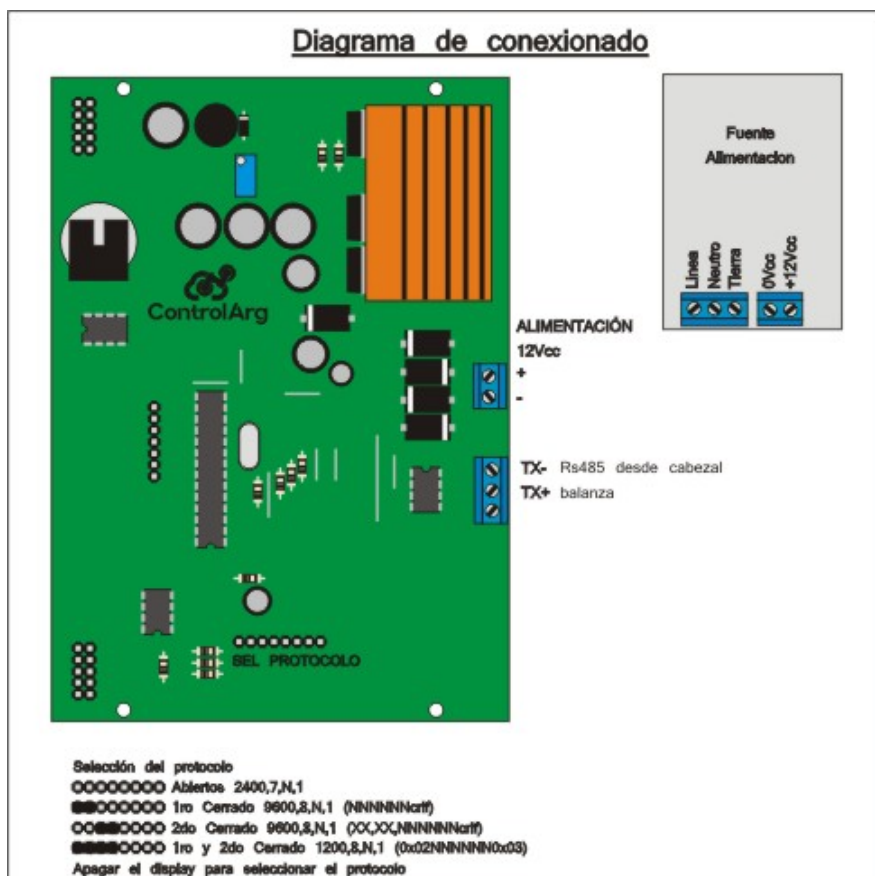 Diagrama de conexionado
Fuente
Alimentacion
Linea
Neutro
Tierra
0Vcc
+12Vcc
ControlArg
ALIMENTACIÓN
12Vcc
+
-
TX- Rs485 desde cabezal
TX+ balanza
SEL PROTOCOLO
Selección del protocolo
Abiertos 2400,7,N,1
1ro Cerrado 9600,8,N,1 (NNNNNNcrlf)
2do Cerrado 9600,8,N,1 (XX,XX,NNNNNNcrlf)
1ro y 2do Cerrado 1200,8,N,1 (0x02NNNNNN0x03)
Apagar el display para seleccionar el protocolo